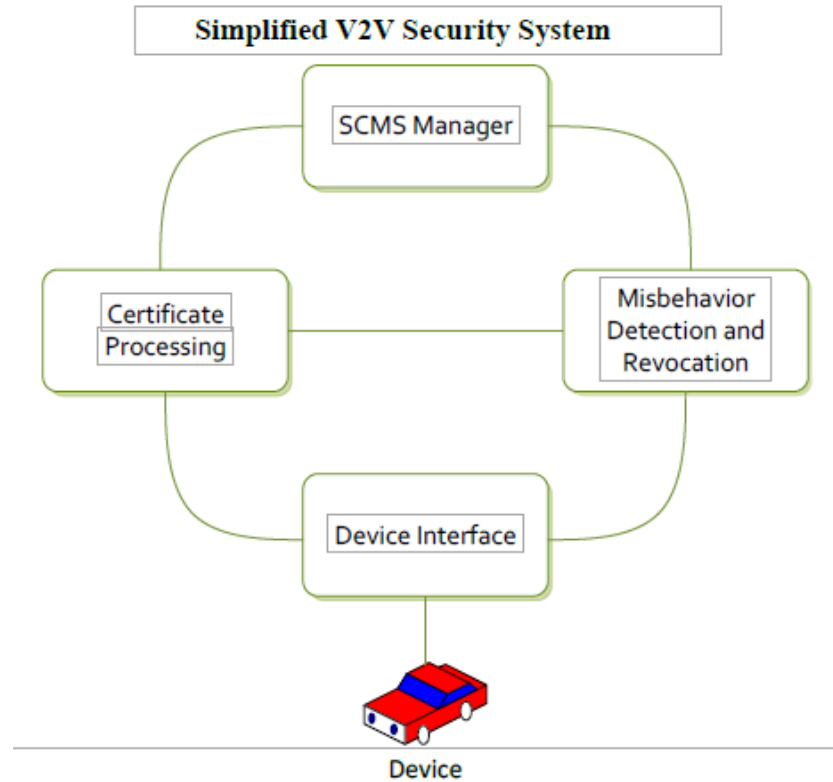 Simplified V2V Security System
SCMS Manager
Certificate
Processing
Misbehavior
Detection and
Revocation
Device Interface
Device